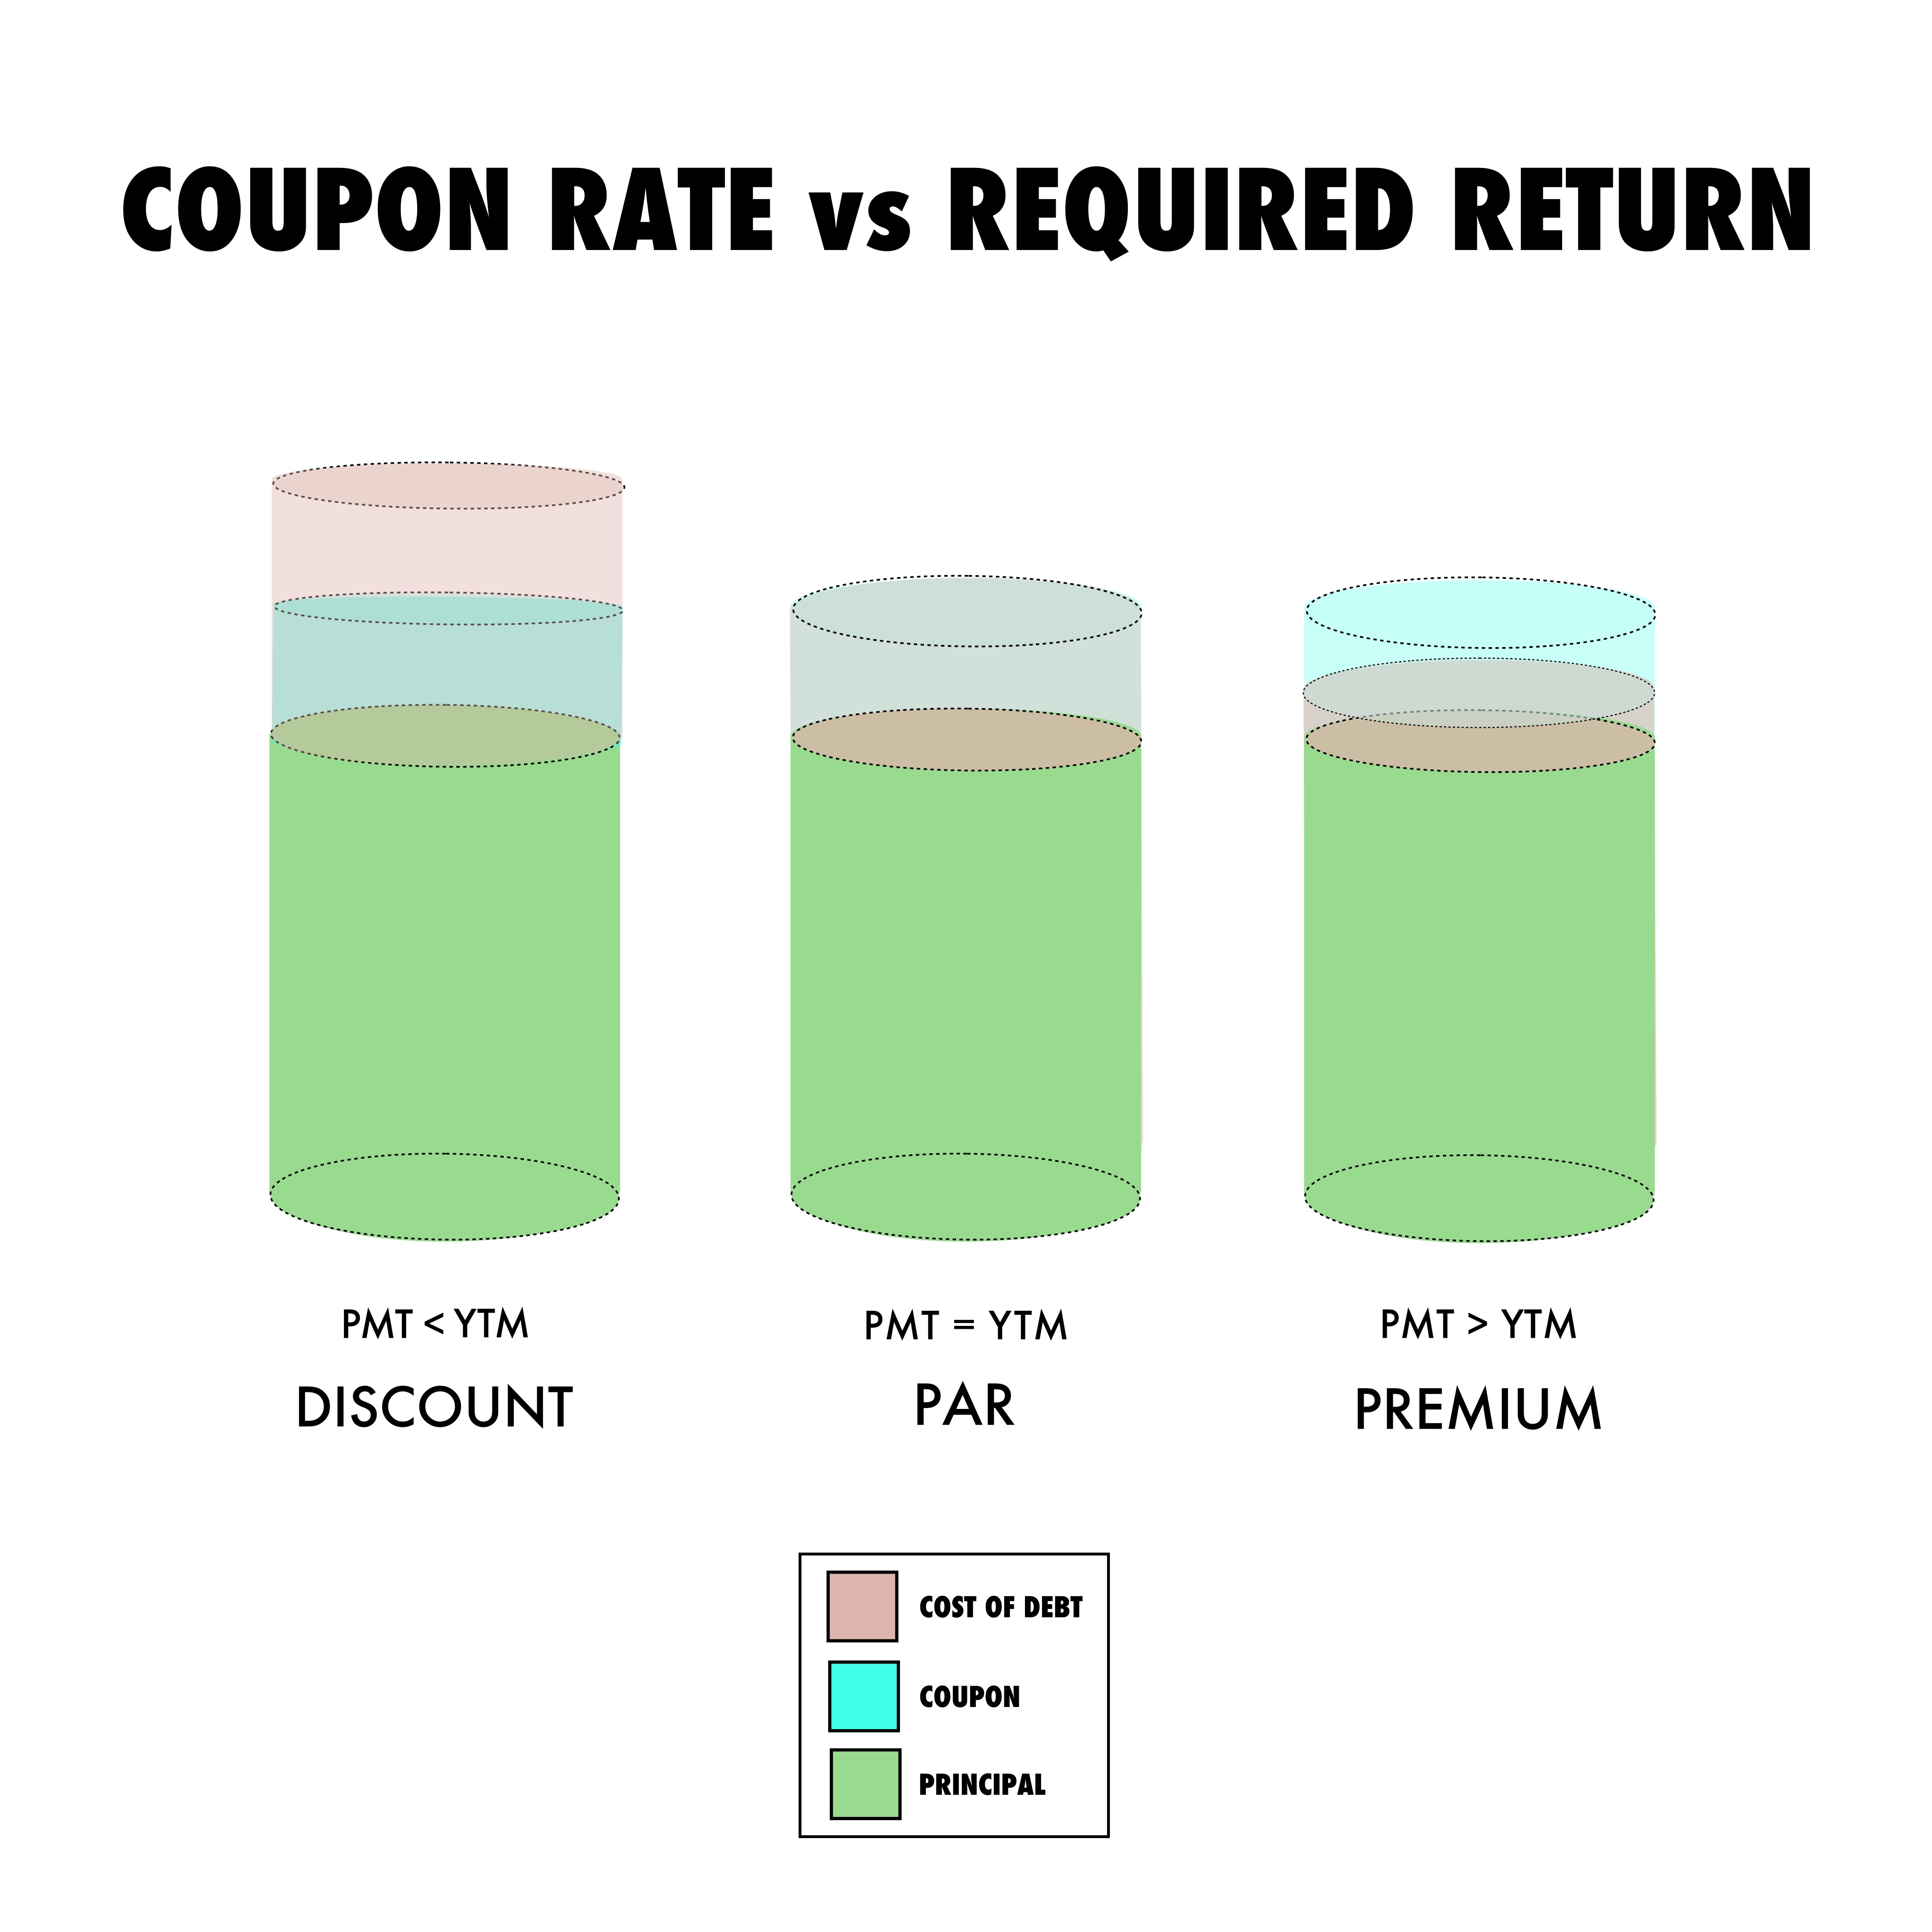 COUPON RATE vs REQUIRED RETURN
PMT < YTM
DISCOUNT
PMT = YTM
PAR
PMT > YTM
PREMIUM
COST OF DEBT
COUPON
PRINCIPAL